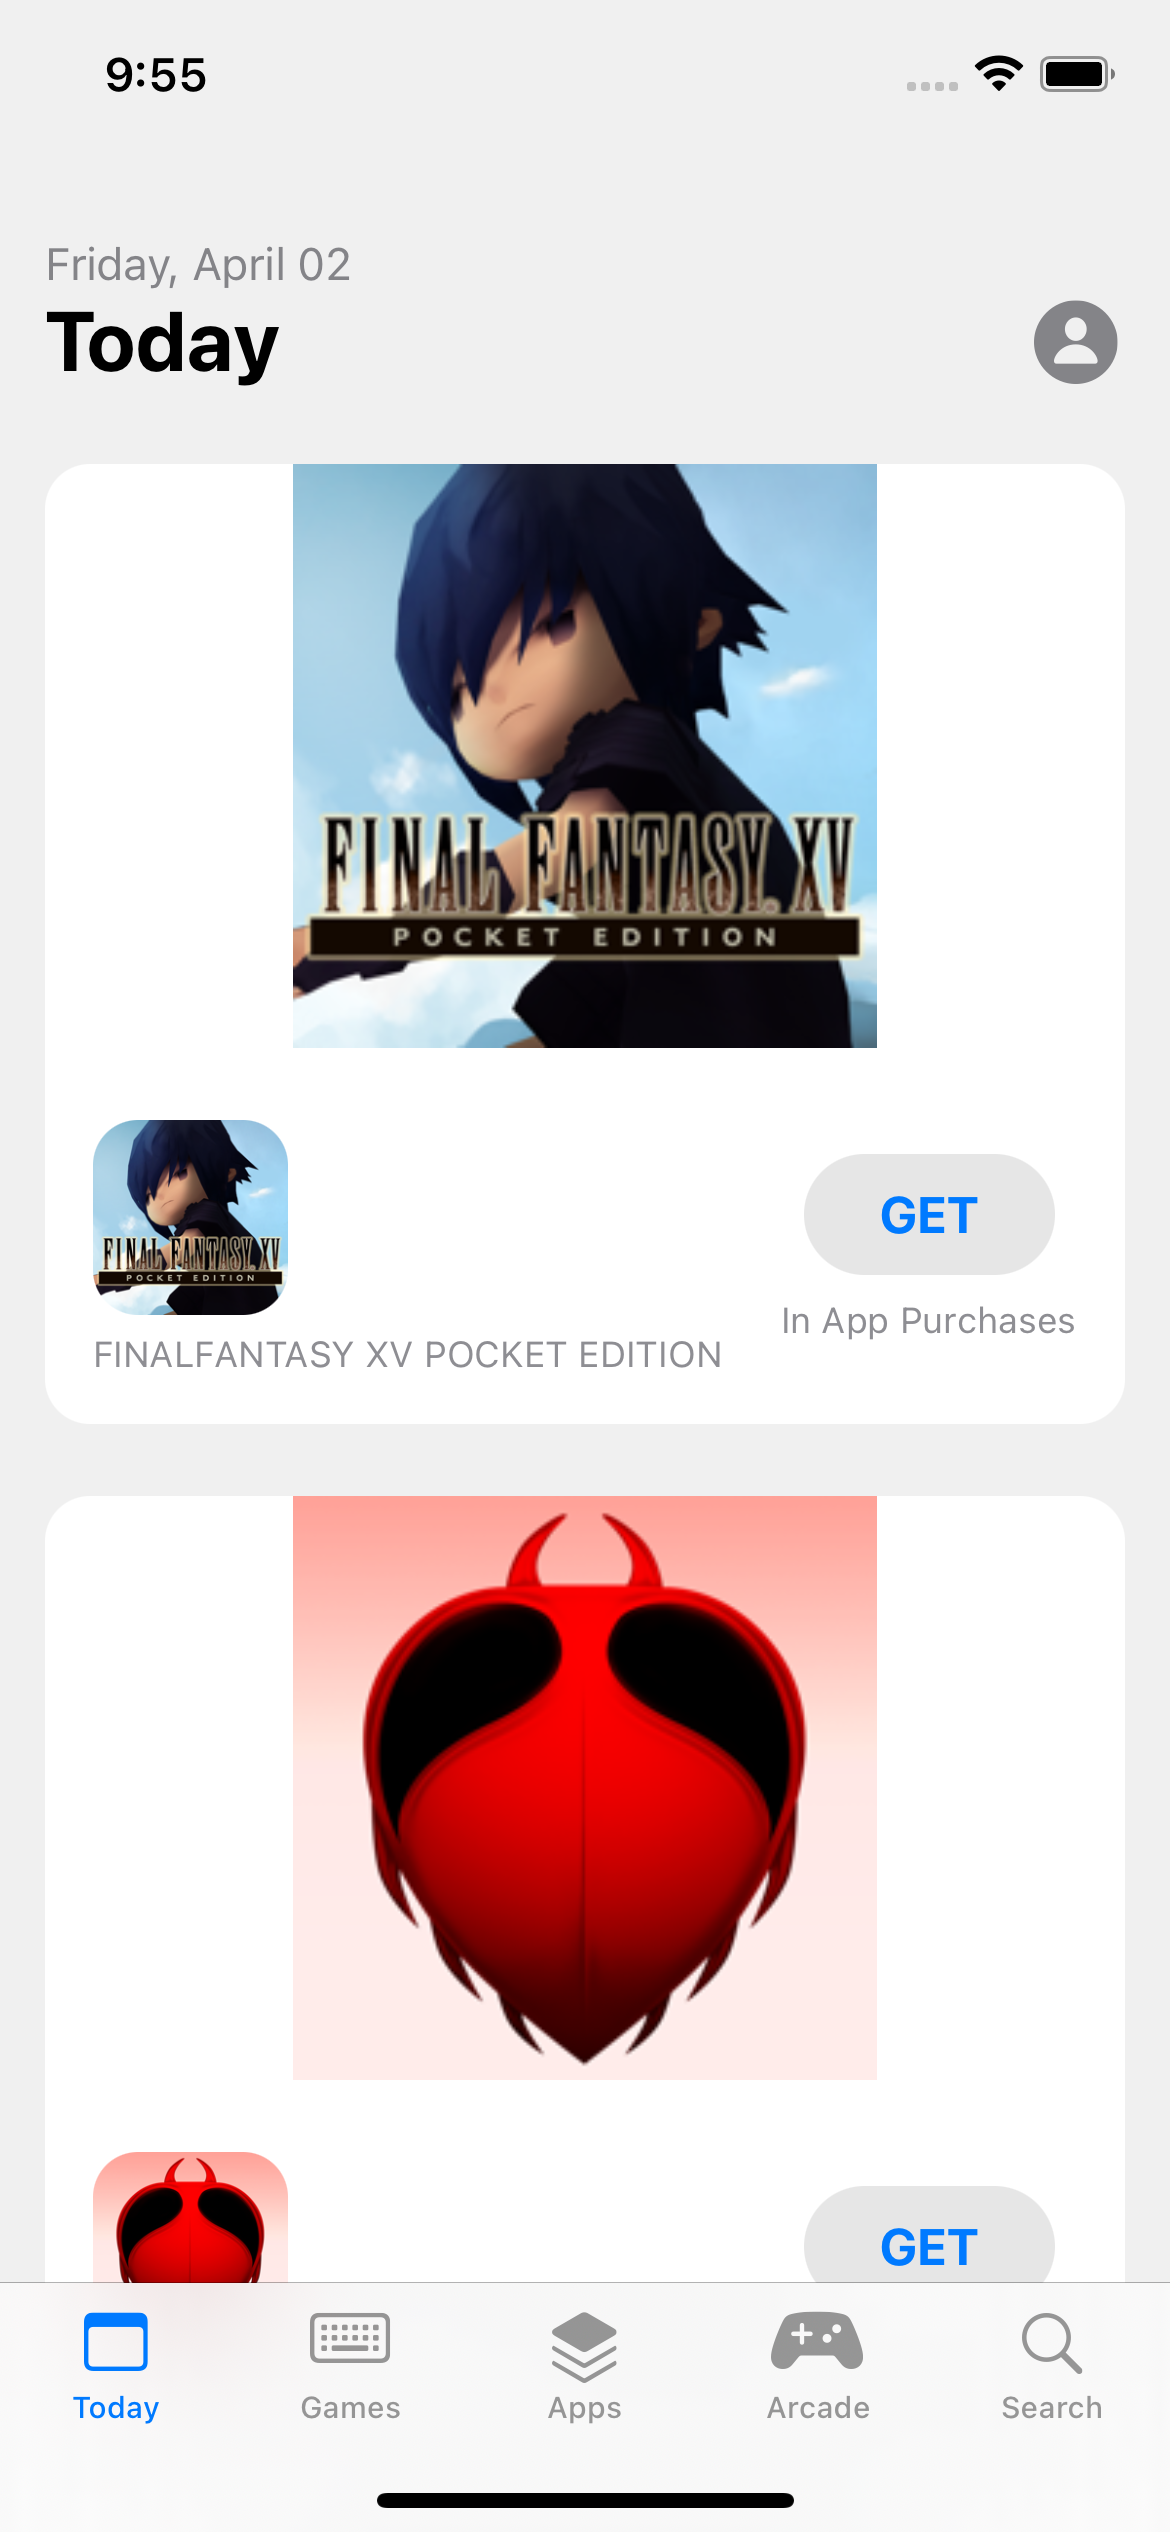 9:55
Friday, April 02
Today
FINAL FANTASY XV
POCKET EDITION
FINAL FANTASY XV
POCKET EDITION
GET
In App Purchases
FINALFANTASY XV POCKET EDITION
GET
Today
Games
Apps
Arcade
Search